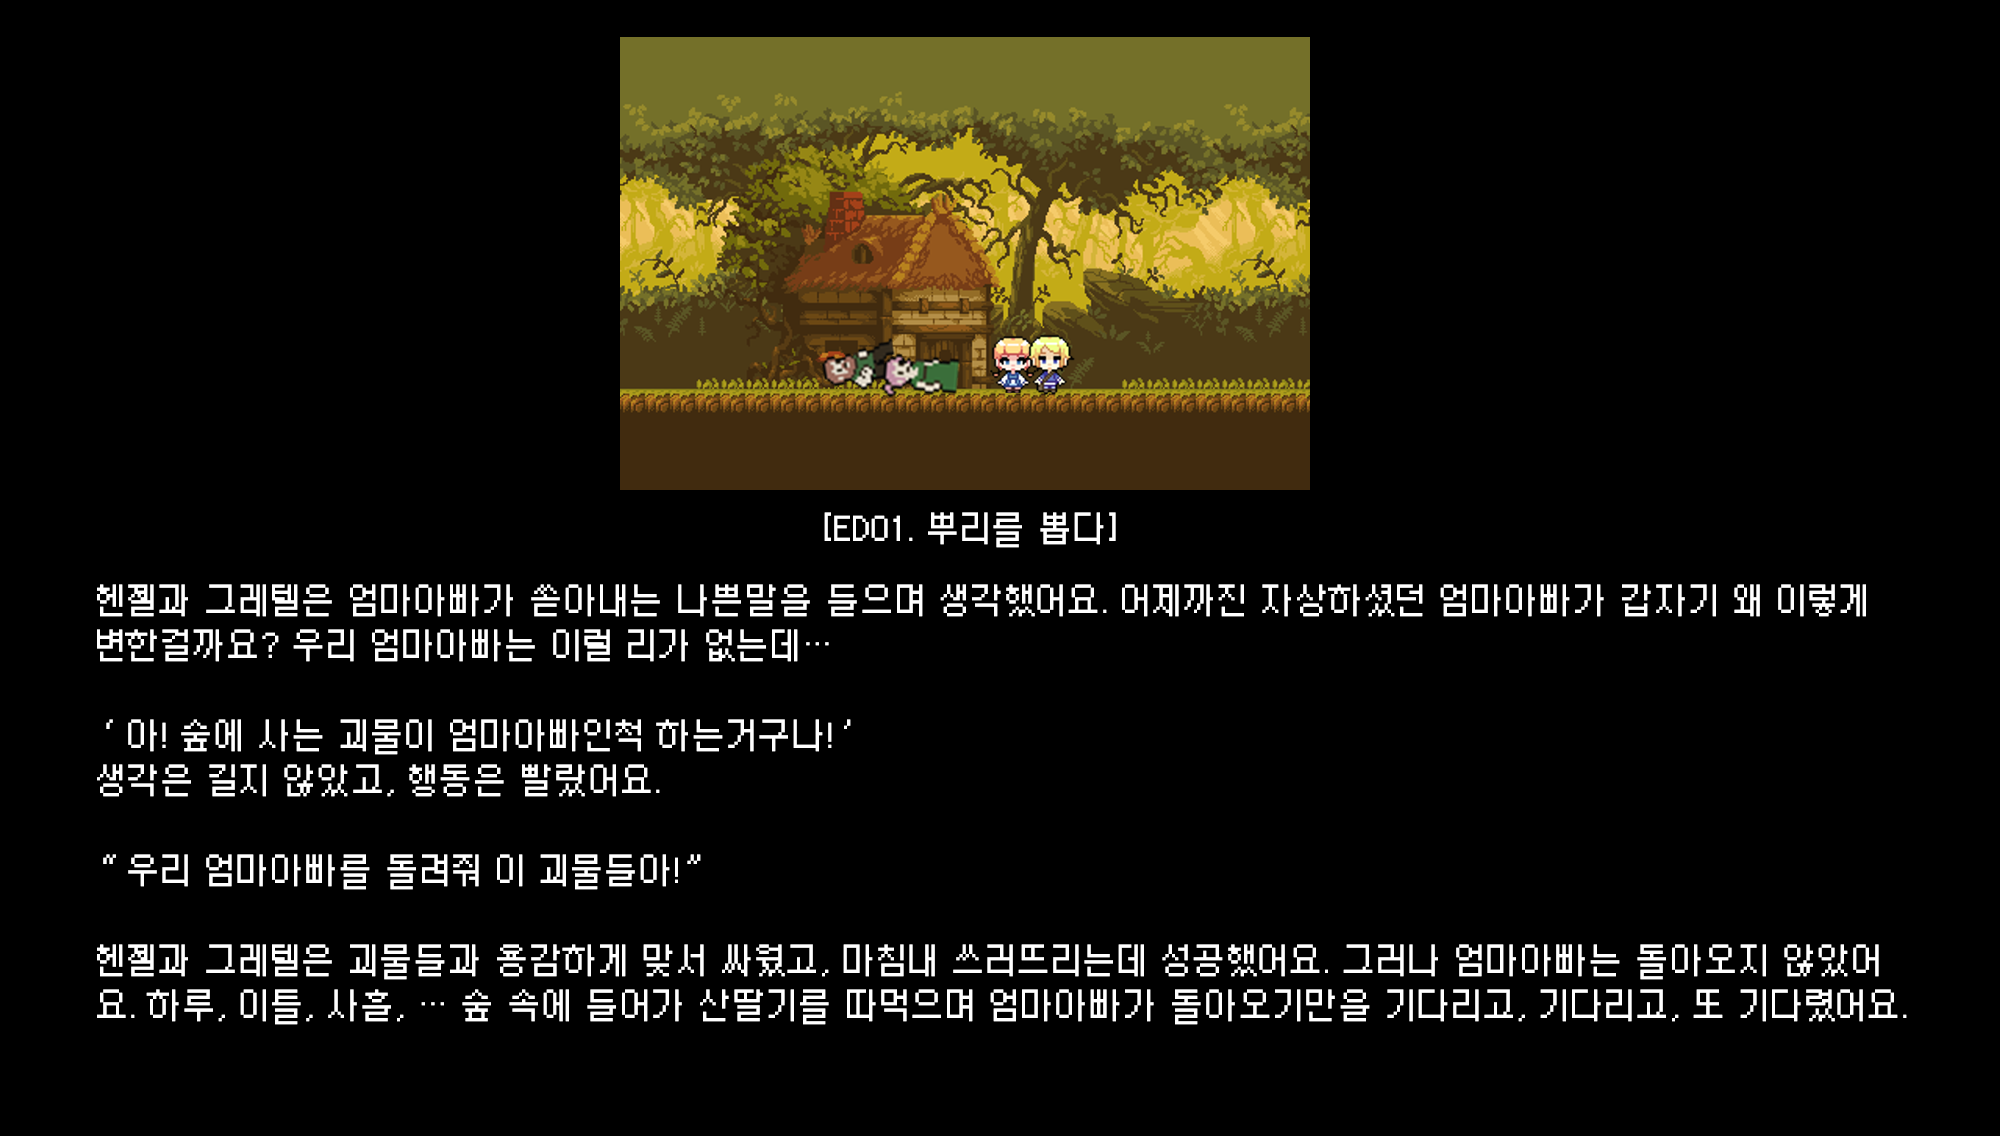 [ED01. 뿌리를 뽑다]
헨젤과 그레텔은 엄마아빠가 쏟아내는 나쁜말을 들으며 생각했어요. 어제까진 자상하셨던 엄마아빠가 갑자기 왜 이렇게
변한걸까요? 우리 엄마아빠는 이럴 리가 없는데…
‘아! 숲에 사는 괴물이 엄마아빠인척 하는거구나!’
생각은 길지 않았고, 행동은 빨랐어요.
“우리 엄마아빠를 돌려줘 이 괴물들아!”
헨젤과 그레텔은 괴물들과 용감하게 맞서 싸웠고, 마침내 쓰러뜨리는데 성공했어요. 그러나 엄마아빠는 돌아오지 않았어
요. 하루, 이틀, 사흘, … 숲 속에 들어가 산딸기를 따먹으며 엄마아빠가 돌아오기만을 기다리고, 기다리고, 또 기다렸어요.